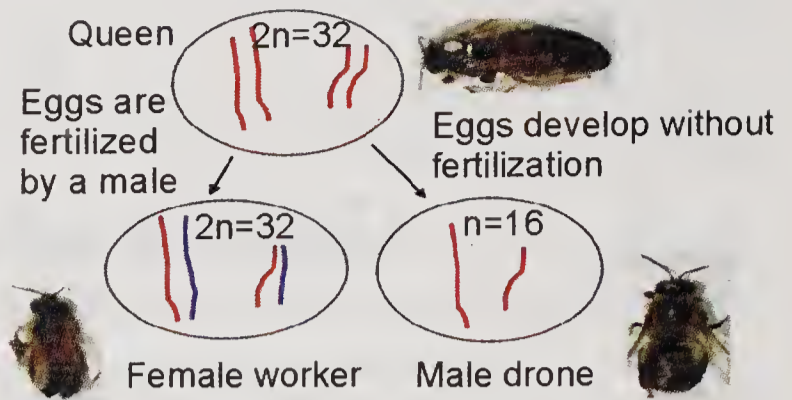 Queen
2n=32
Eggs are
fertilized
by a male
Eggs develop without
fertilization
2n=32
n=16
Female worker
Male drone